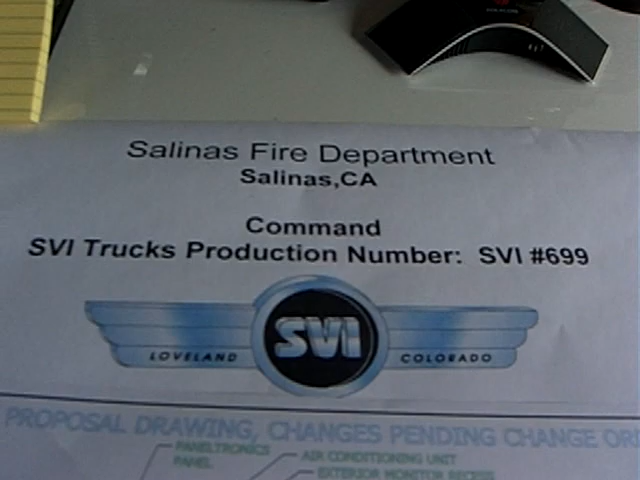 Salinas Fire Department
Salinas,CA
Command
SVI Trucks Production Number: SVI #699
SVI
LOVELAND COLORADO
PROPOSAL DRAWING, CHANGES PENDING CHANGE
PANELTRONICS
PANEL
AIR CONDITIONING UNIT
EXTERIOR MONITOR RECESS